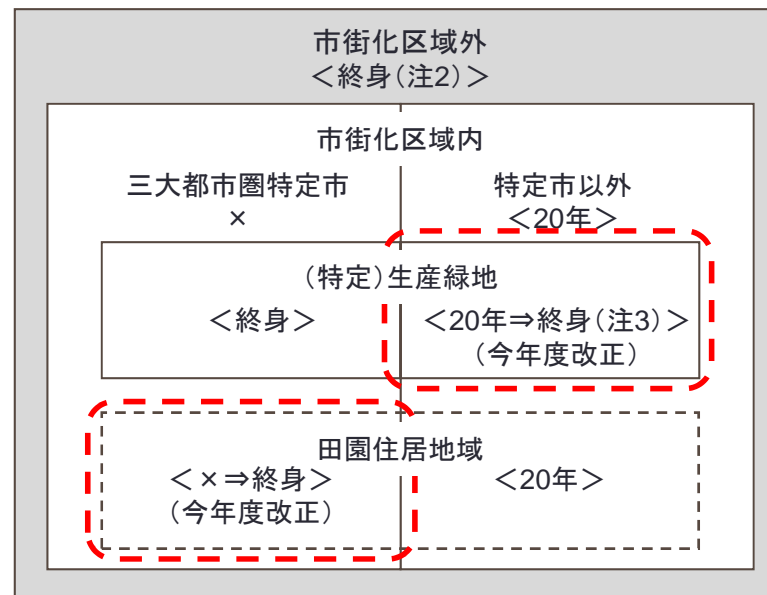 市街化区域外
＜終身（注2）＞
市街化区域内
三大都市圏特定市
×
特定市以外
＜20年＞
（特定）生産緑地
＜終身＞
＜20年⇒終身（注3）＞
（今年度改正）
田園住居地域
＜×⇒終身＞
（今年度改正）
＜20年＞